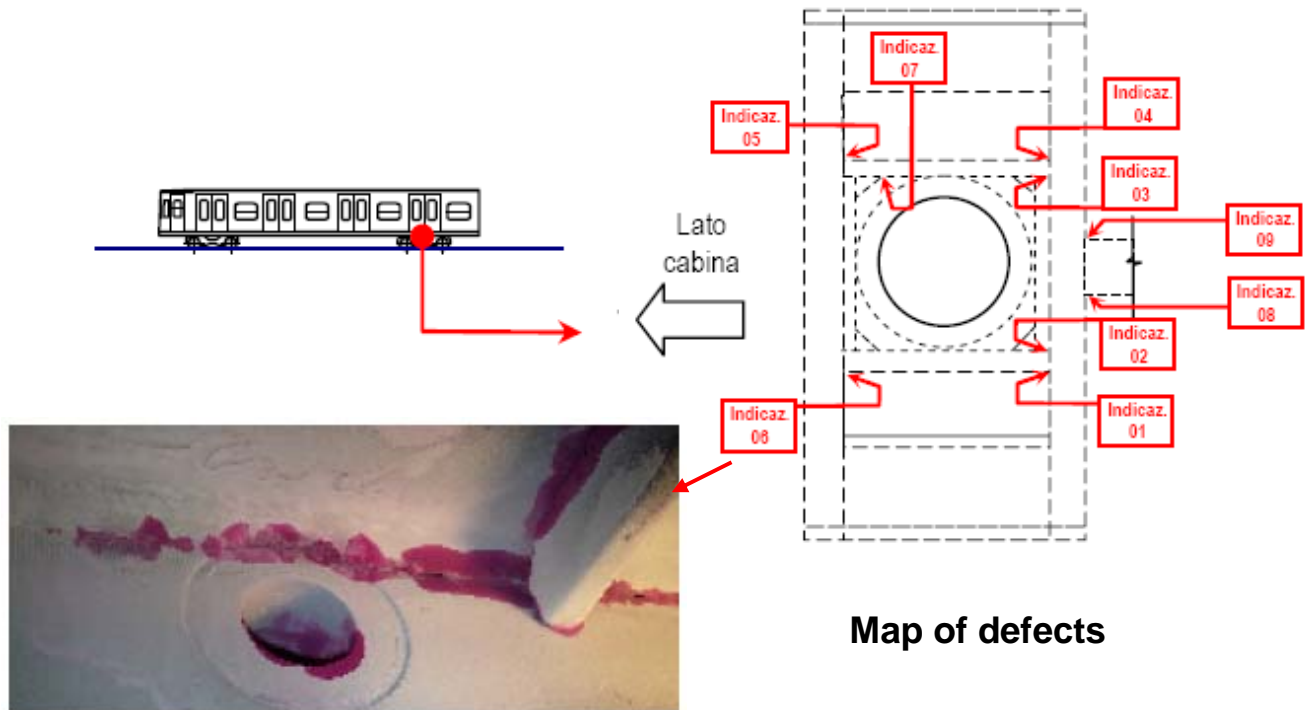 Indicaz.
07
Indicaz.
04
Indicaz.
05
Indicaz.
03
Lato
cabina
Indicaz.
09
Indicaz.
08
Indicaz.
02
Indicaz.
06
Indicaz.
01
Map of defects